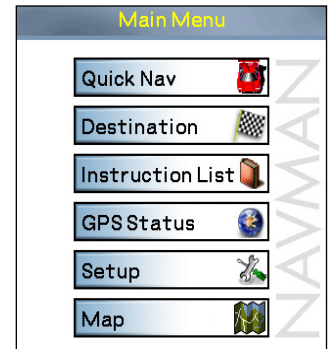 Main Menu
Quick Nav
Destination
Instruction List
GPS Status
Setup
Map
NAVMAN